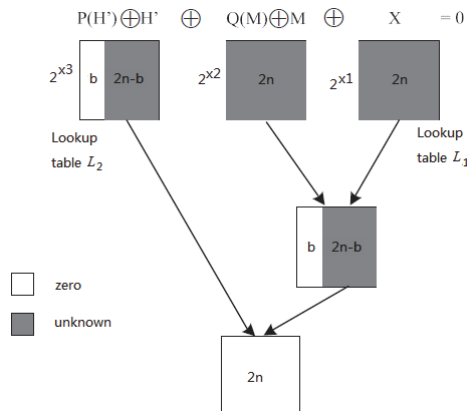 P(H')⊕H' ⊕ Q(M)⊕M ⊕ X = 0
2^x3 b 2n-b 2^x2 2n 2^x1 2n
Lookup
table L₂
Lookup
table L₁
b 2n-b
zero
unknown
2n